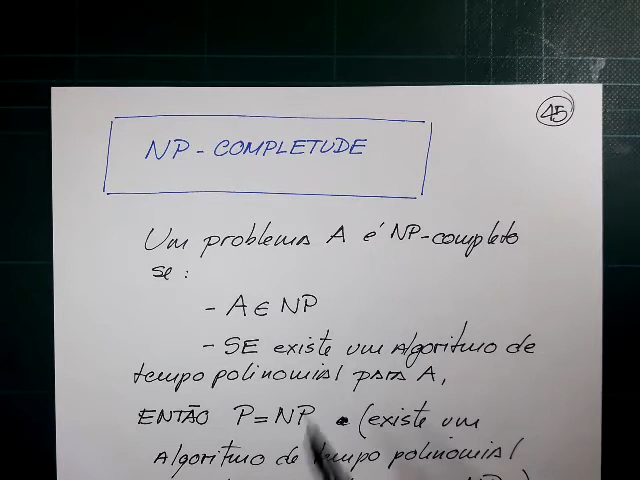 45
NP-COMPLETUDE
Um problema A é NP-completo
se:
- A ∈ NP
- SE existe um algoritmo de
tempo polinomial para A,
ENTÃO P = NP (existe um
algoritmo de tempo polinomial